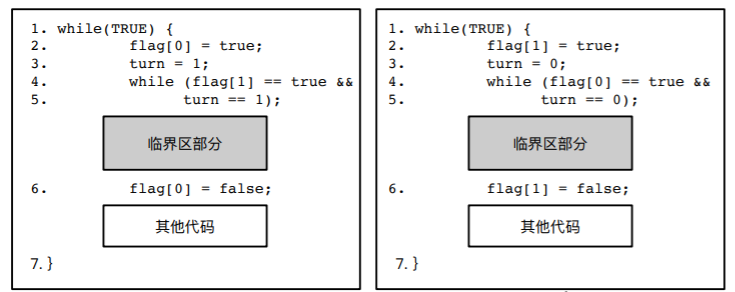 1. while(TRUE) {
2. flag[0] = true;
3. turn = 1;
4. while (flag[1] == true &&
5. turn == 1);
临界区部分
6. flag[0] = false;
其他代码
7. }
1. while(TRUE) {
2. flag[1] = true;
3. turn = 0;
4. while (flag[0] == true &&
5. turn == 0);
临界区部分
6. flag[1] = false;
其他代码
7. }